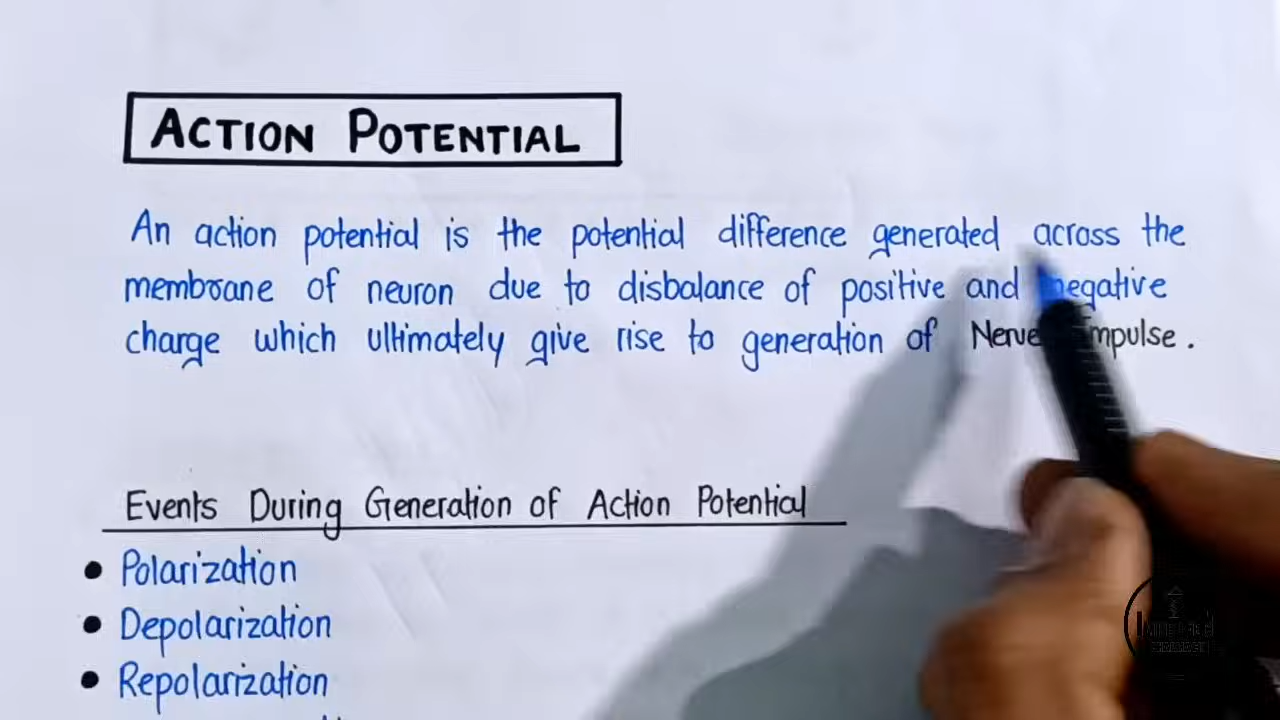 ACTION POTENTIAL
An action potential is the potential difference generated across the
membrane of neuron due to disbalance of positive and negative
charge which ultimately give rise to generation of Nerve Impulse.
Events During Generation of Action Potential
• Polarization
• Depolarization
• Repolarization